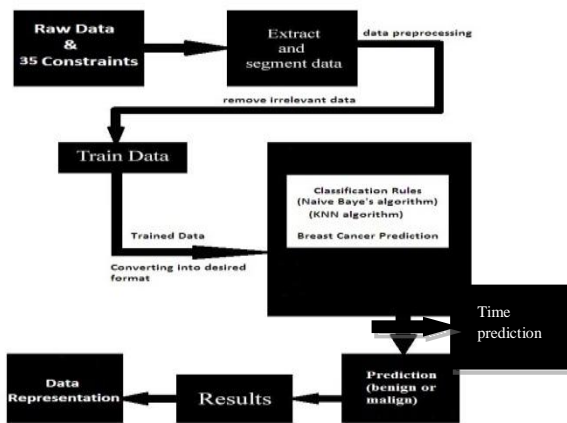 Raw Data
&
35 Constraints
Extract
and
segment data
data preprocessing
remove irrelevant data
Train Data
Classification Rules
(Naive Baye's algorithm)
(KNN algorithm)
Breast Cancer Prediction
Trained Data
Converting into desired
format
Time
prediction
Prediction
(benign or
malign)
Results
Data
Representation